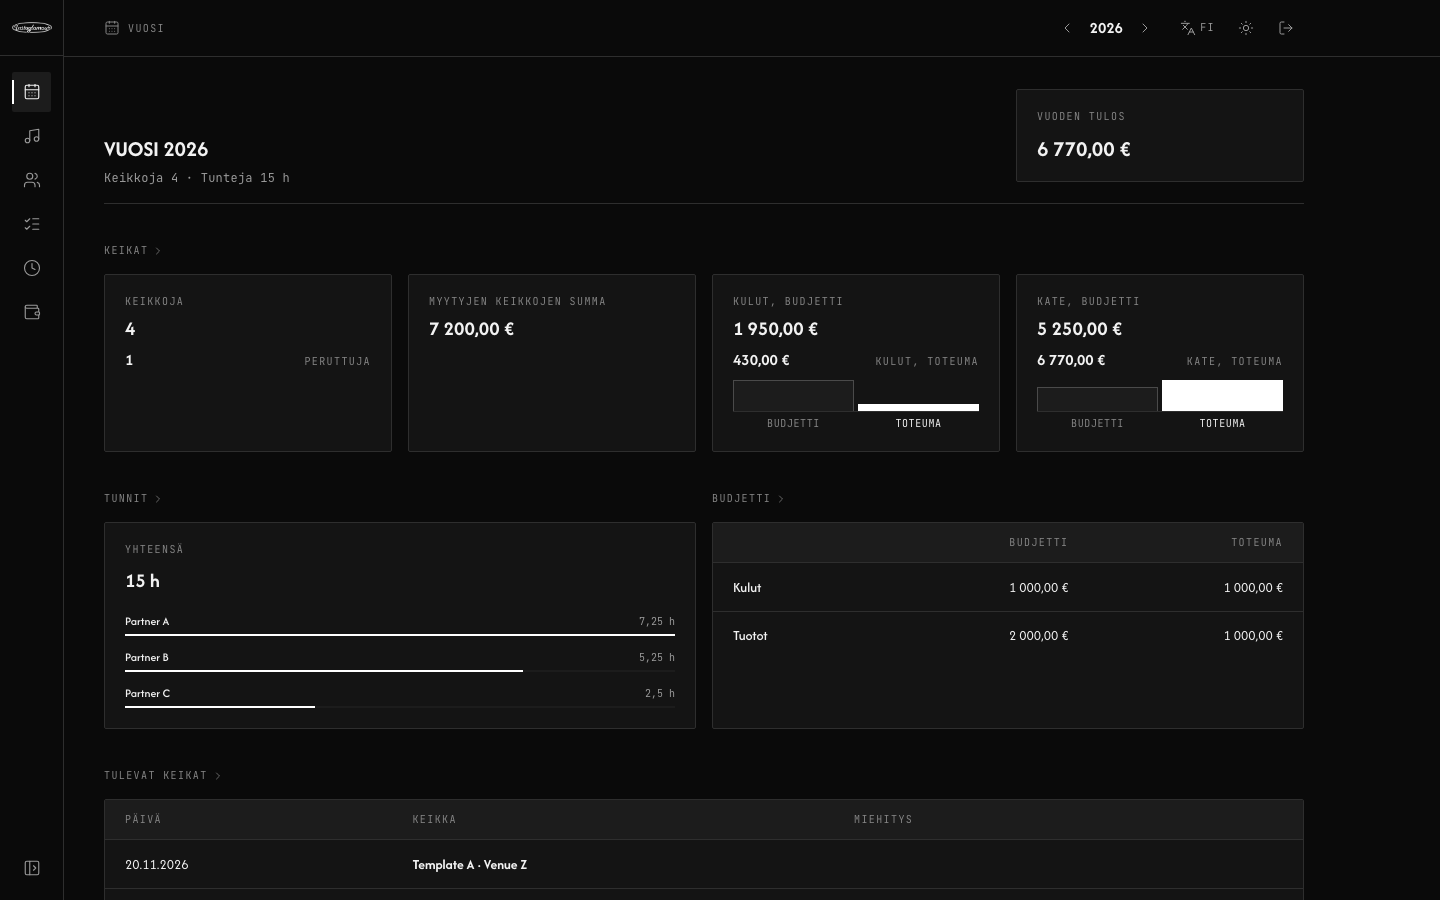 VUOSI
2026
FI
VUODEN TULOS
6 770,00 €
VUOSI 2026
Keikkoja 4 · Tunteja 15 h
KEIKAT
KEIKKOJA
4
1 PERUTTUJA
MYYTYJEN KEIKKOJEN SUMMA
7 200,00 €
KULUT, BUDJETTI
1 950,00 €
430,00 € KULUT, TOTEUMA
BUDJETTI TOTEUMA
KATE, BUDJETTI
5 250,00 €
6 770,00 € KATE, TOTEUMA
BUDJETTI TOTEUMA
TUNNIT
YHTEENSÄ
15 h
Partner A 7,25 h
Partner B 5,25 h
Partner C 2,5 h
BUDJETTI
BUDJETTI TOTEUMA
Kulut 1 000,00 € 1 000,00 €
Tuotot 2 000,00 € 1 000,00 €
TULEVAT KEIKAT
PÄIVÄ KEIKKA MIEHITYS
20.11.2026 Template A · Venue Z